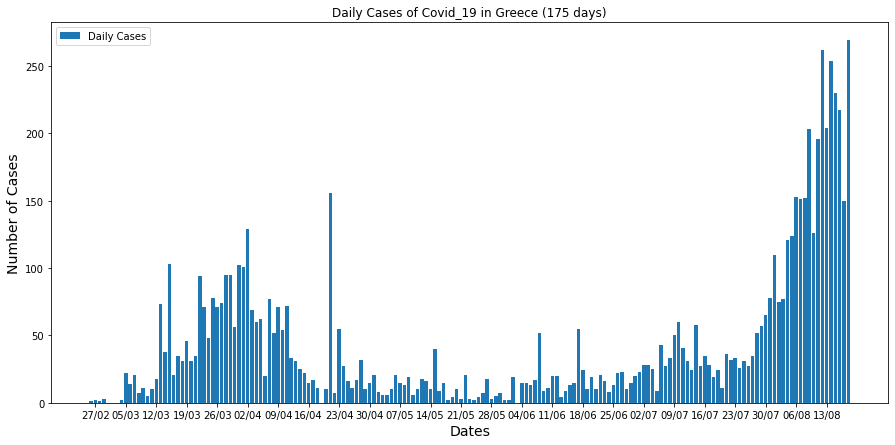 Daily Cases of Covid_19 in Greece (175 days)
Daily Cases
Number of Cases
250
200
150
100
50
0
27/02 05/03 12/03 19/03 26/03 02/04 09/04 16/04 23/04 30/04 07/05 14/05 21/05 28/05 04/06 11/06 18/06 25/06 02/07 09/07 16/07 23/07 30/07 06/08 13/08
Dates